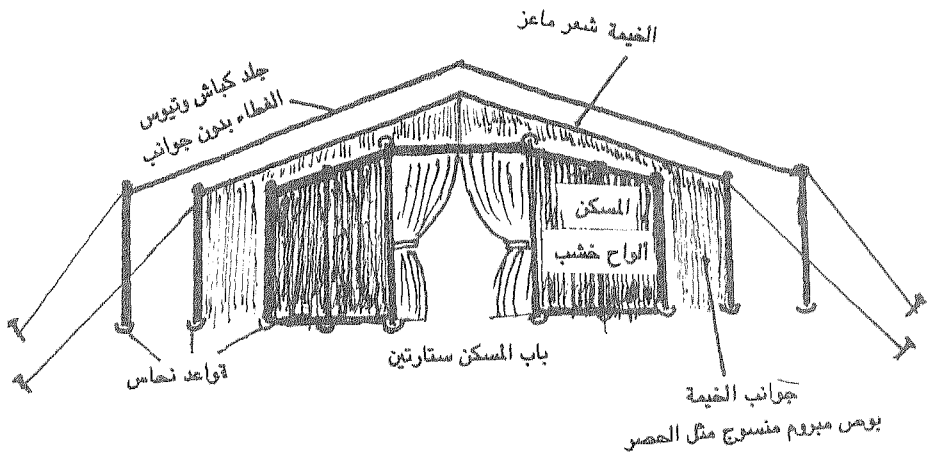 الخيمة شعر ماعز
جلد كباش وتيوس
الغطاء بدون جوانب
المسكن
ألواح خشب
باب المسكن ستارتين
قواعد نحاس
جوانب الخيمة
بوص مبروم منسوج مثل الحصر